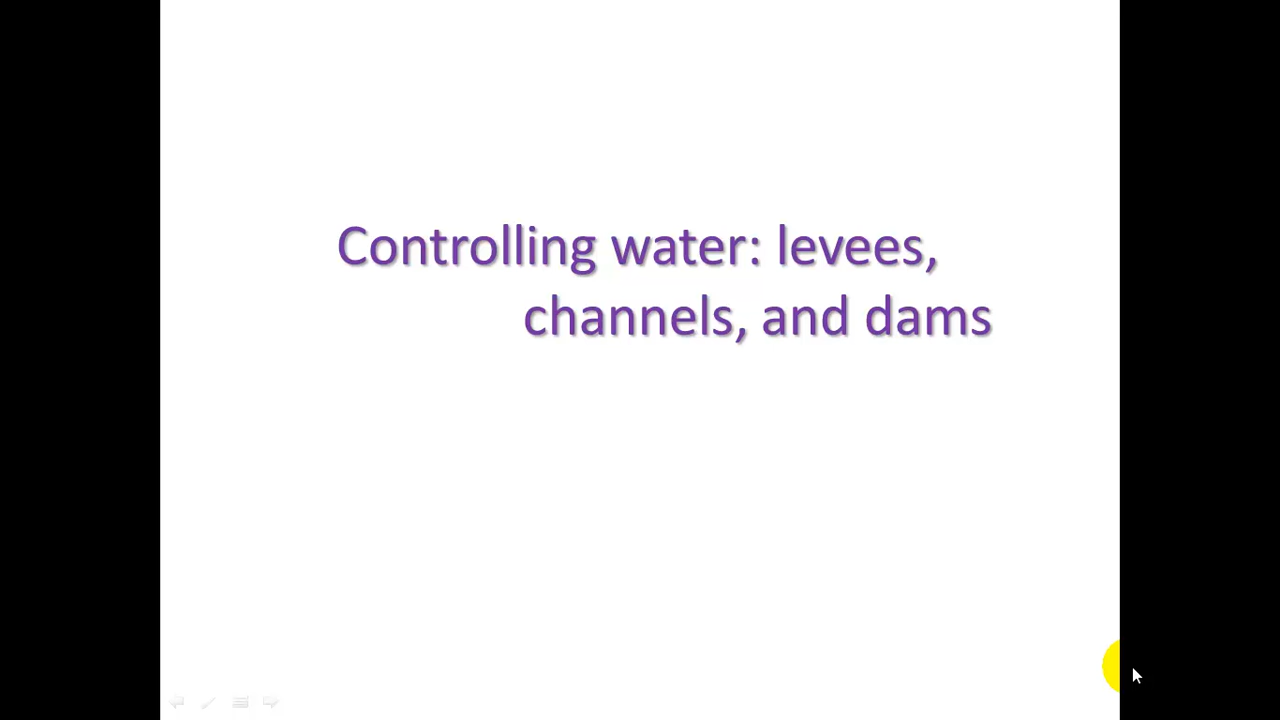 Controlling water: levees,
channels, and dams